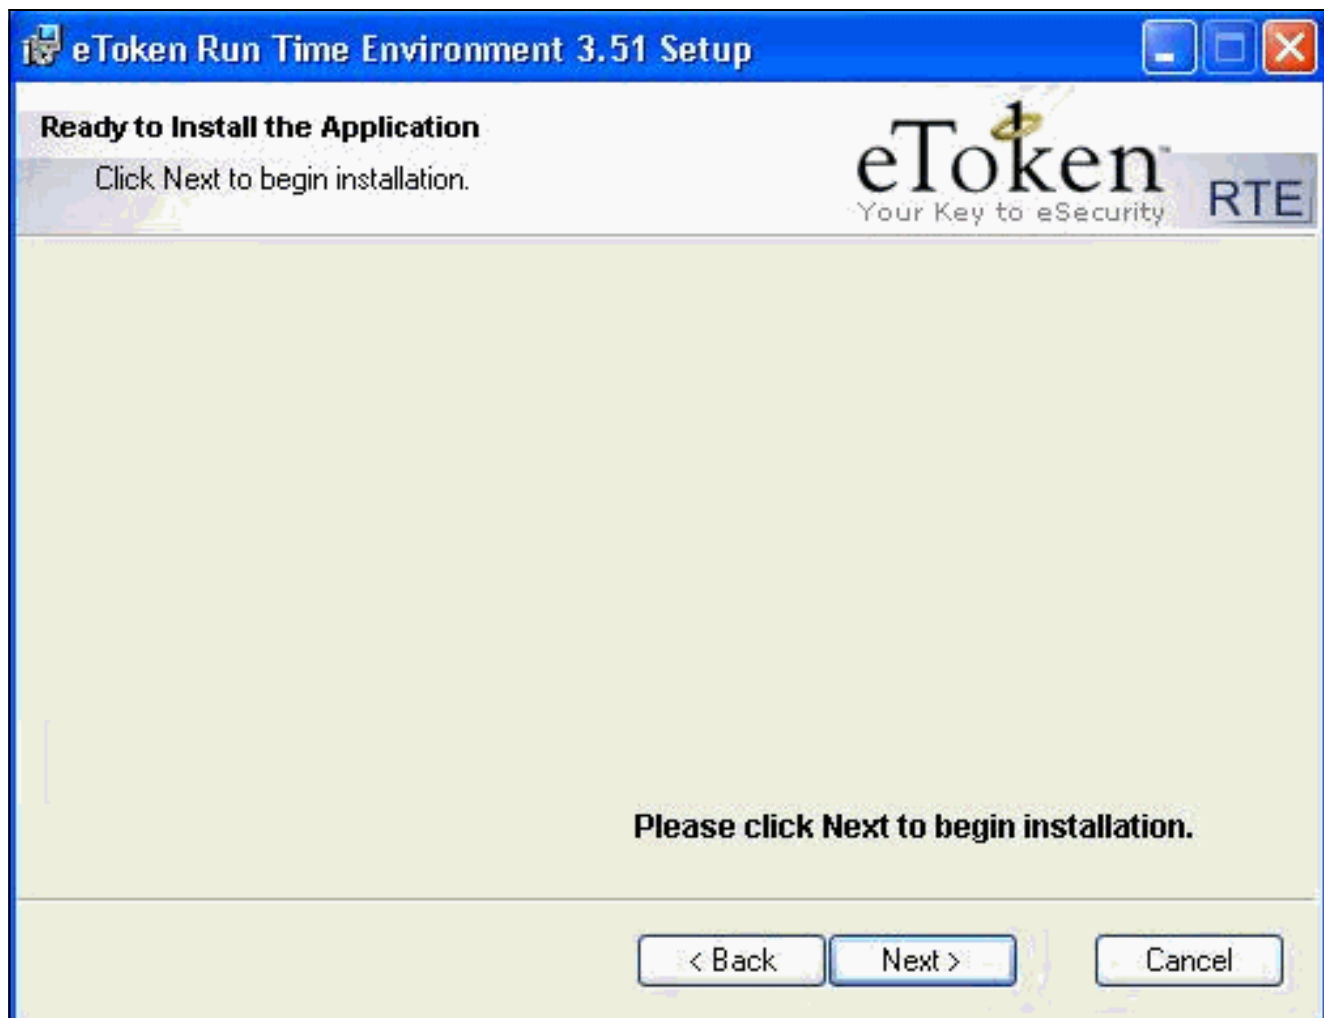 eToken Run Time Environment 3.51 Setup
Ready to Install the Application
Click Next to begin installation.
eToken™
Your Key to eSecurity
RTE
Please click Next to begin installation.
< Back
Next >
Cancel